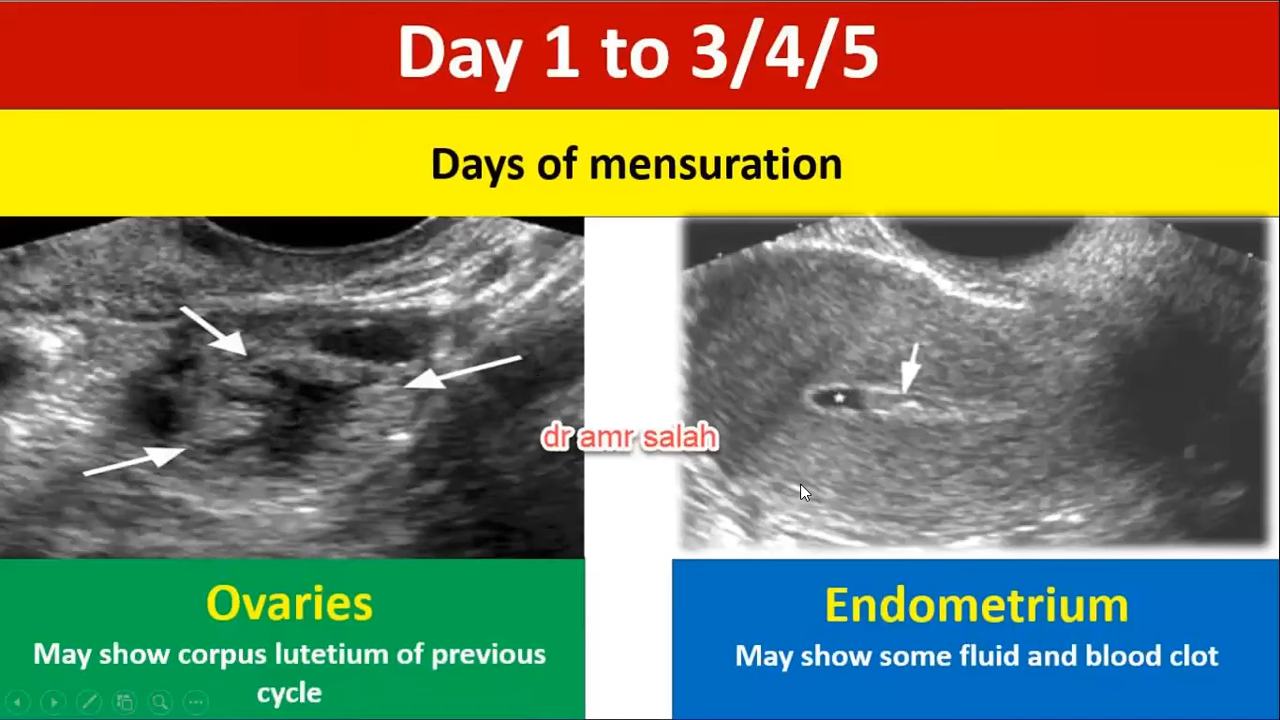 Day 1 to 3/4/5
Days of mensuration
dr amr salah
Ovaries
May show corpus lutetium of previous
cycle
Endometrium
May show some fluid and blood clot